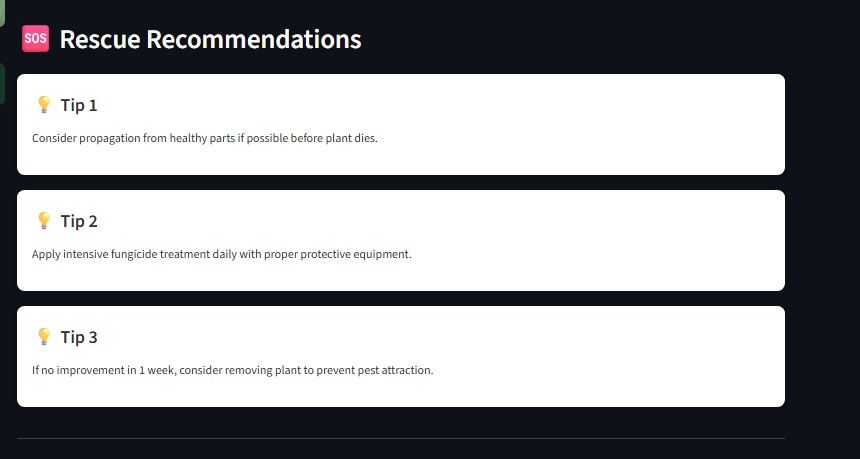 SOS Rescue Recommendations
Tip 1
Consider propagation from healthy parts if possible before plant dies.
Tip 2
Apply intensive fungicide treatment daily with proper protective equipment.
Tip 3
If no improvement in 1 week, consider removing plant to prevent pest attraction.